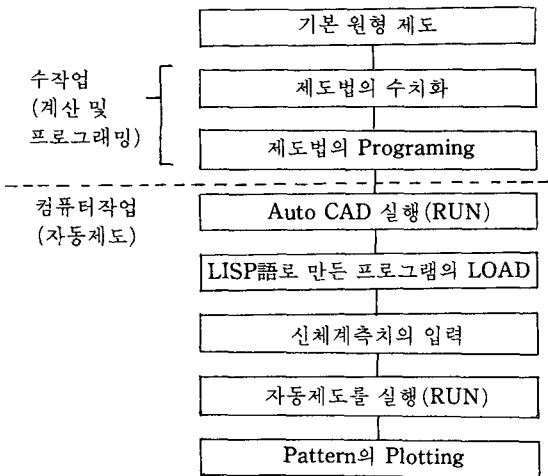 기본 원형 제도
수작업
(계산 및
프로그래밍)
제도법의 수치화
제도법의 Programing
컴퓨터작업
(자동제도)
Auto CAD 실행(RUN)
LISP語로 만든 프로그램의 LOAD
신체계측치의 입력
자동제도를 실행(RUN)
Pattern의 Plotting